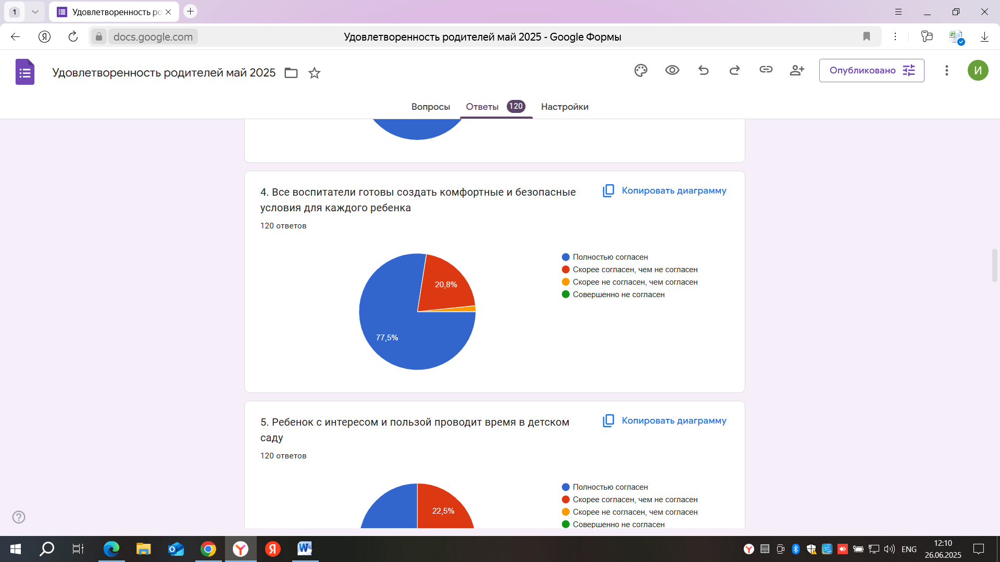 1
Удовлетворенность ро
docs.google.com
Удовлетворенность родителей май 2025 - Google Формы
Удовлетворенность родителей май 2025
Опубликовано
И
Вопросы
Ответы 120
Настройки
4. Все воспитатели готовы создать комфортные и безопасные
условия для каждого ребенка
Копировать диаграмму
120 ответов
20,8%
77,5%
Полностью согласен
Скорее согласен, чем не согласен
Скорее не согласен, чем согласен
Совершенно не согласен
5. Ребенок с интересом и пользой проводит время в детском
саду
Копировать диаграмму
120 ответов
22,5%
Полностью согласен
Скорее согласен, чем не согласен
Скорее не согласен, чем согласен
Совершенно не согласен
ENG
12:10
26.06.2025